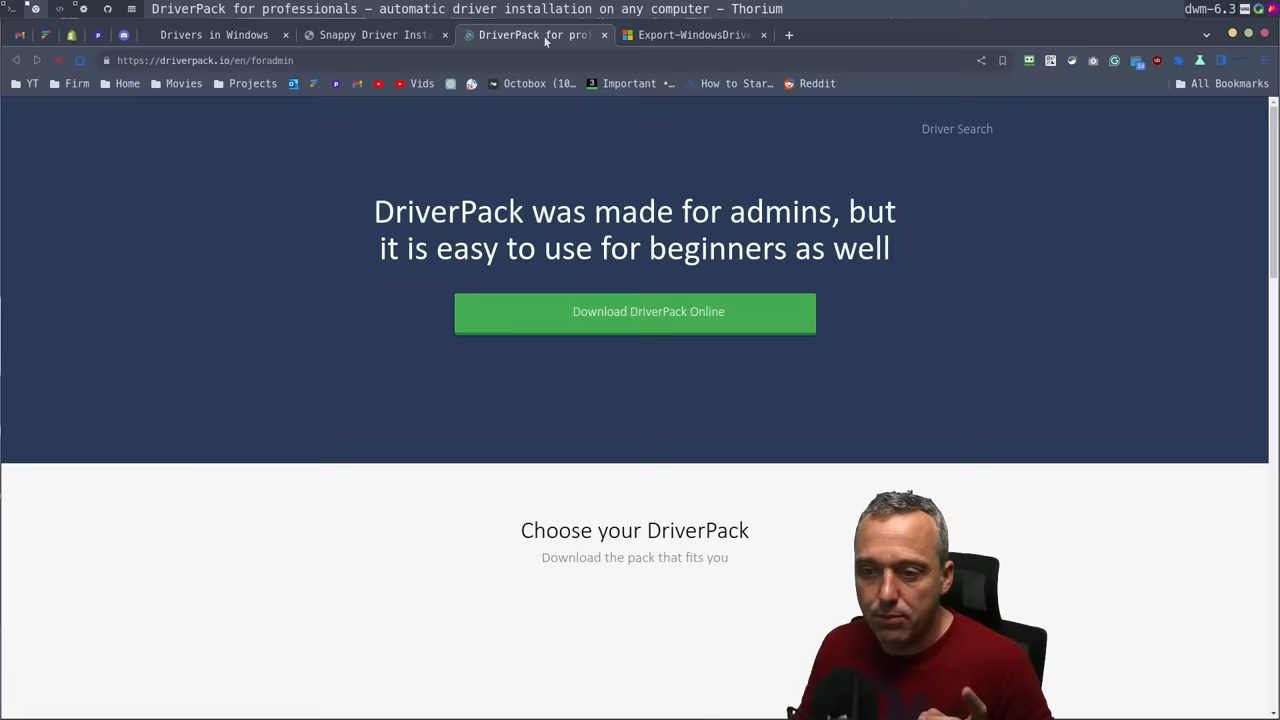 DriverPack for professionals – automatic driver installation on any computer – Thorium
dwm-6.3
Drivers in Windows
Snappy Driver Insta
DriverPack for prof
Export-WindowsDrive
https://driverpack.io/en/foradmin
YT
Firm
Home
Movies
Projects
Vids
Octobox (10…
Important •…
How to Star…
Reddit
All Bookmarks
Driver Search
DriverPack was made for admins, but
it is easy to use for beginners as well
Download DriverPack Online
Choose your DriverPack
Download the pack that fits you